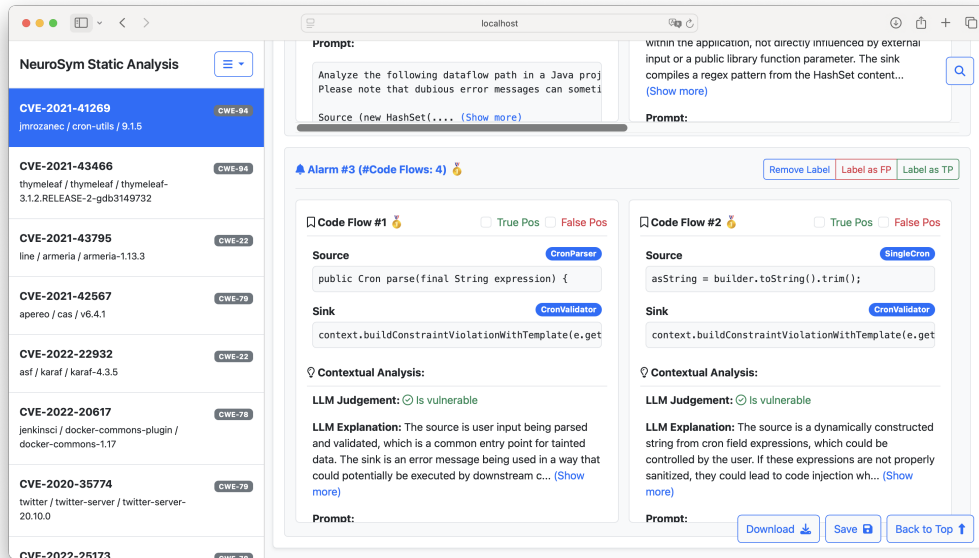 localhost
NeuroSym Static Analysis
CVE-2021-41269
CWE-94
jmrozanec / cron-utils / 9.1.5
CVE-2021-43466
CWE-94
thymeleaf / thymeleaf / thymeleaf-
3.1.2.RELEASE-2-gdb3149732
CVE-2021-43795
CWE-22
line / armeria / armeria-1.13.3
CVE-2021-42567
CWE-79
apereo / cas / v6.4.1
CVE-2022-22932
CWE-22
asf / karaf / karaf-4.3.5
CVE-2022-20617
CWE-78
jenkinsci / docker-commons-plugin /
docker-commons-1.17
CVE-2020-35774
CWE-79
twitter / twitter-server / twitter-server-
20.10.0
CVE-2022-25173
Prompt:
Analyze the following dataflow path in a Java proj
Please note that dubious error messages can someti
Source (new HashSet(.... (Show more)
within the application, not directly influenced by external
input or a public library function parameter. The sink
compiles a regex pattern from the HashSet content...
(Show more)
Prompt:
Alarm #3 (#Code Flows: 4)
Remove Label Label as FP Label as TP
Code Flow #1
True Pos False Pos
Source
CronParser
public Cron parse(final String expression) {
Sink
CronValidator
context.buildConstraintViolationWithTemplate(e.get
Contextual Analysis:
LLM Judgement: Is vulnerable
LLM Explanation: The source is user input being parsed
and validated, which is a common entry point for tainted
data. The sink is an error message being used in a way that
could potentially be executed by downstream c... (Show
more)
Prompt:
Code Flow #2
True Pos False Pos
Source
SingleCron
asString = builder.toString().trim();
Sink
CronValidator
context.buildConstraintViolationWithTemplate(e.get
Contextual Analysis:
LLM Judgement: Is vulnerable
LLM Explanation: The source is a dynamically constructed
string from cron field expressions, which could be
controlled by the user. If these expressions are not properly
sanitized, they could lead to code injection wh... (Show
more)
Prompt:
Download Save Back to Top